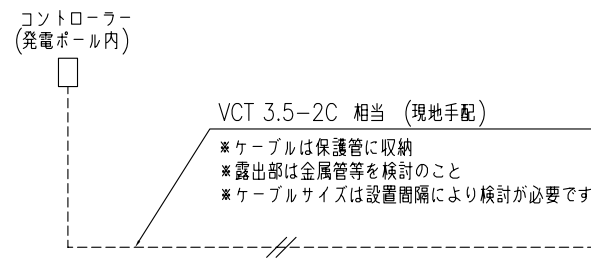 コントローラー
(発電ポール内)
VCT 3.5-2C 相当 (現地手配)
※ケーブルは保護管に収納
※露出部は金属管等を検討のこと
※ケーブルサイズは設置間隔により検討が必要です